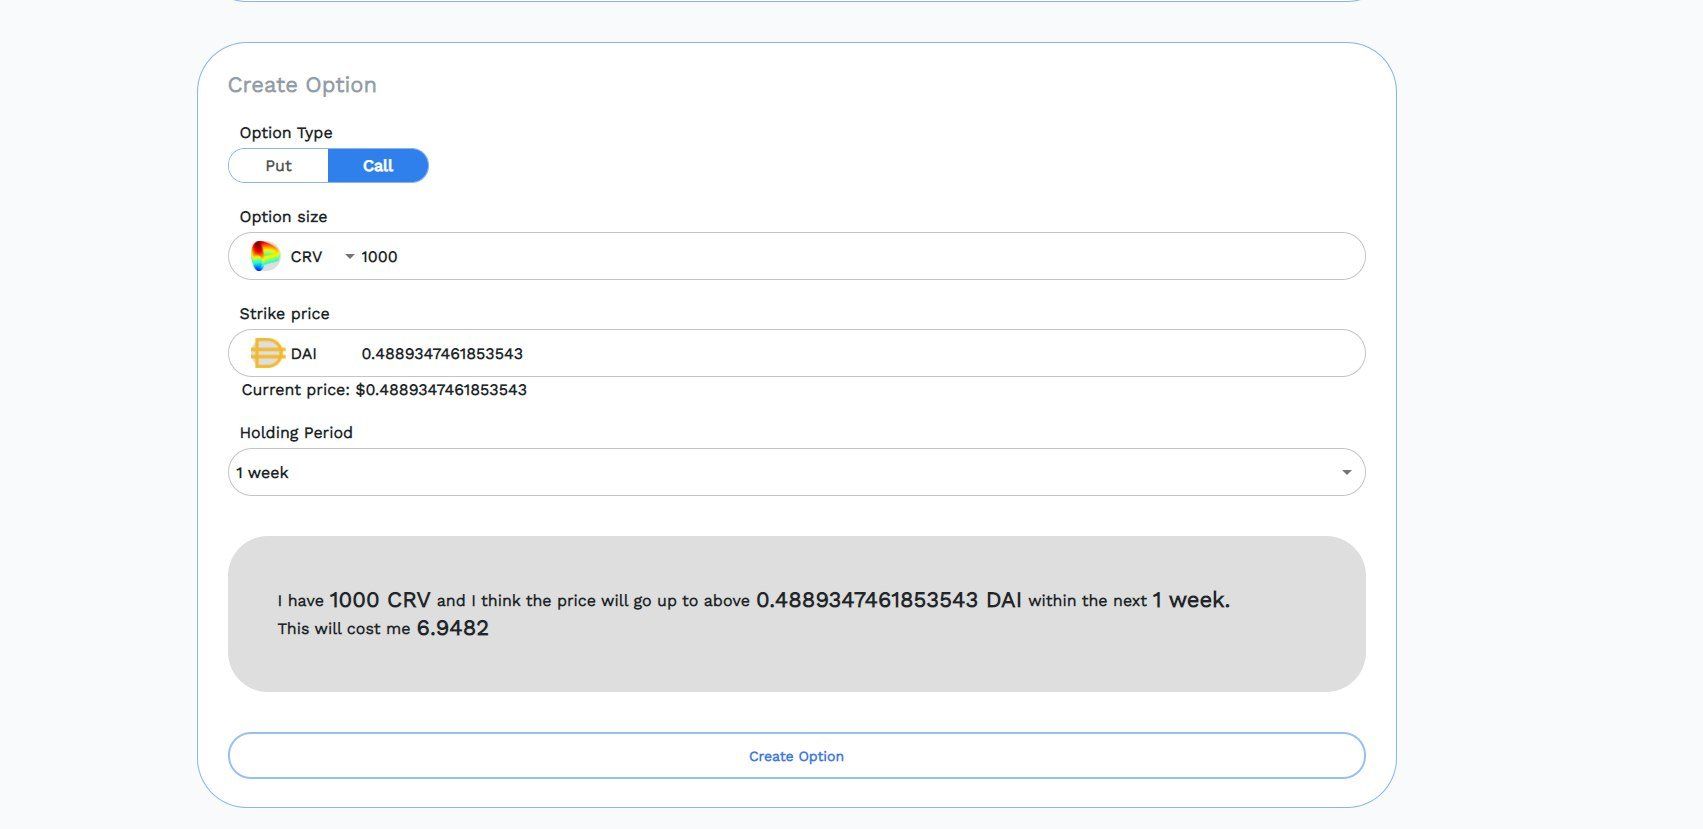 Create Option
Option Type
Put Call
Option size
CRV 1000
Strike price
DAI 0.4889347461853543
Current price: $0.4889347461853543
Holding Period
1 week
I have 1000 CRV and I think the price will go up to above 0.4889347461853543 DAI within the next 1 week.
This will cost me 6.9482
Create Option